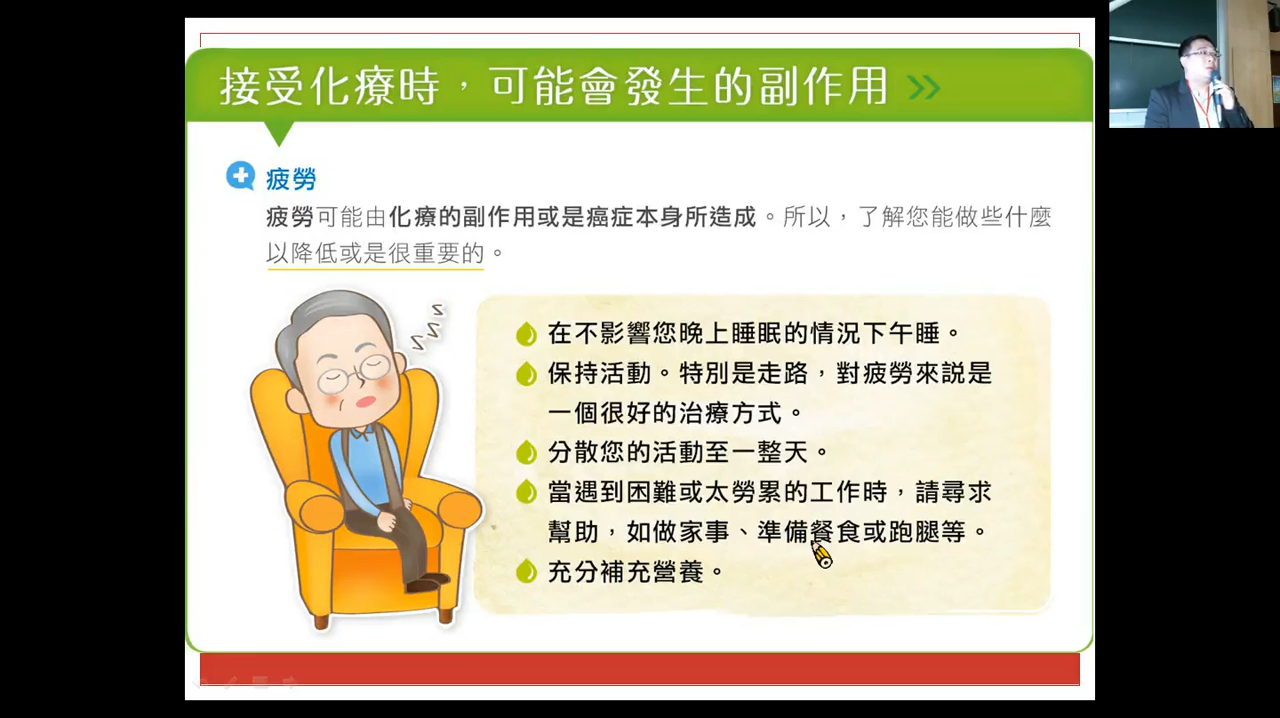 接受化療時，可能會發生的副作用 >>
疲勞
疲勞可能由化療的副作用或是癌症本身所造成。所以，了解您能做些什麼
以降低或是很重要的。
在不影響您晚上睡眠的情況下午睡。
保持活動。特別是走路，對疲勞來説是
一個很好的治療方式。
分散您的活動至一整天。
當遇到困難或太勞累的工作時，請尋求
幫助，如做家事、準備餐食或跑腿等。
充分補充營養。